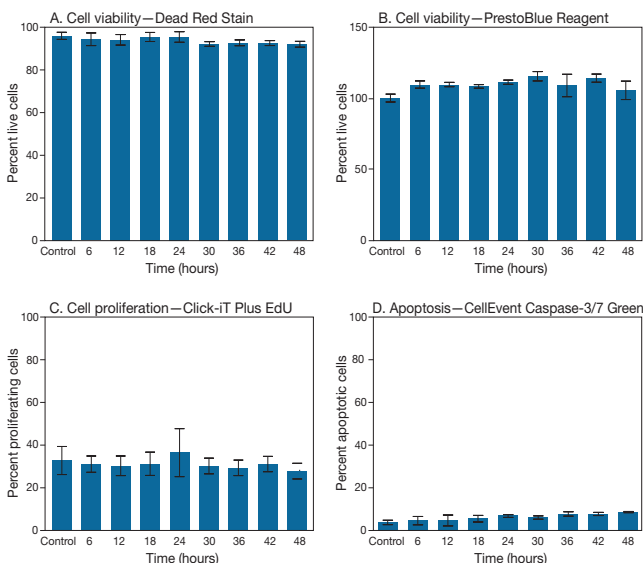 A. Cell viability—Dead Red Stain
Percent live cells
100
80
60
40
20
0
Control 6 12 18 24 30 36 42 48
Time (hours)
B. Cell viability—PrestoBlue Reagent
Percent live cells
150
100
50
0
Control 6 12 18 24 30 36 42 48
Time (hours)
C. Cell proliferation—Click-iT Plus EdU
Percent proliferating cells
100
80
60
40
20
0
Control 6 12 18 24 30 36 42 48
Time (hours)
D. Apoptosis—CellEvent Caspase-3/7 Green
Percent apoptotic cells
100
80
60
40
20
0
Control 6 12 18 24 30 36 42 48
Time (hours)